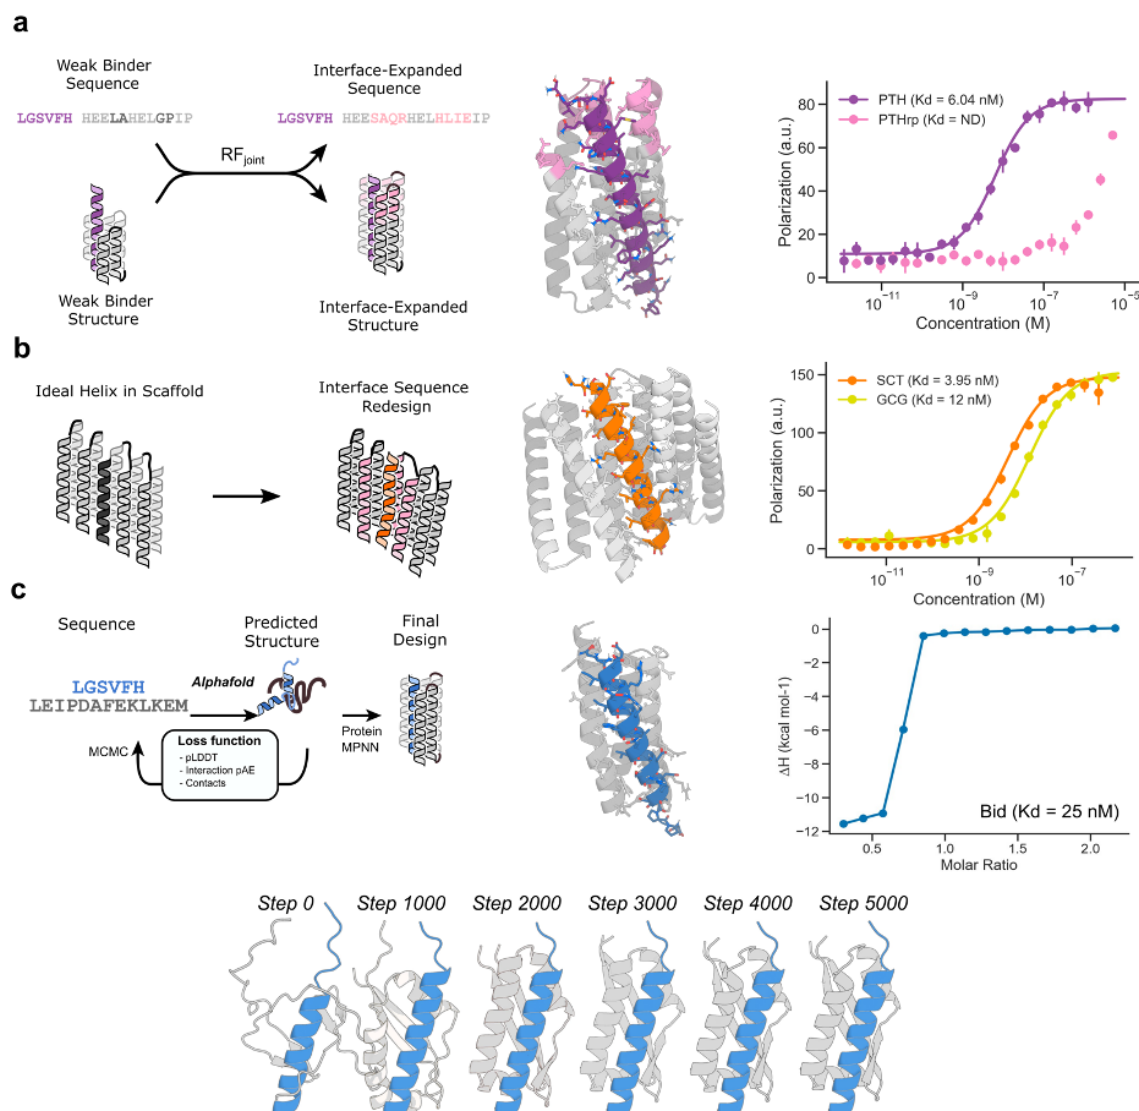 a
Weak Binder
Sequence
Interface-Expanded
Sequence
LGSVFH HEELAHELGPIP
LGSVFH HEESAQRHELHLIEIP
RFjoint
Weak Binder
Structure
Interface-Expanded
Structure
PTH (Kd = 6.04 nM)
PTHrp (Kd = ND)
Polarization (a.u.)
80
60
40
20
0
10⁻¹¹ 10⁻⁹ 10⁻⁷ 10⁻⁵
Concentration (M)
b
Ideal Helix in Scaffold
Interface Sequence
Redesign
SCT (Kd = 3.95 nM)
GCG (Kd = 12 nM)
Polarization (a.u.)
150
100
50
0
10⁻¹¹ 10⁻⁹ 10⁻⁷
Concentration (M)
c
Sequence
Predicted
Structure
Final
Design
LGSVFH
LEIPDAFEKLKEM
Alphafold
MCMC
Loss function
- pLDDT
- Interaction pAE
- Contacts
Protein
MPNN
ΔH (kcal mol-1)
0
−2
−4
−6
−8
−10
−12
Bid (Kd = 25 nM)
0.5 1.0 1.5 2.0
Molar Ratio
Step 0 Step 1000 Step 2000 Step 3000 Step 4000 Step 5000